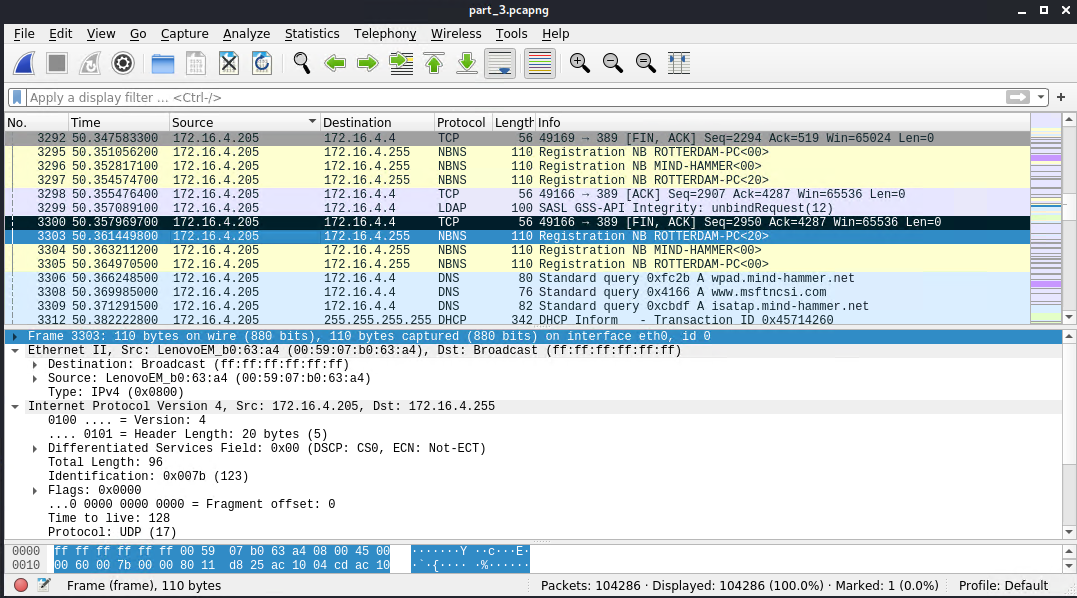 part_3.pcapng
File Edit View Go Capture Analyze Statistics Telephony Wireless Tools Help
Apply a display filter ... <Ctrl-/>
No. Time Source Destination Protocol Length Info
3292 50.347583300 172.16.4.205 172.16.4.4 TCP 56 49169 → 389 [FIN, ACK] Seq=2294 Ack=519 Win=65024 Len=0
3295 50.351056200 172.16.4.205 172.16.4.255 NBNS 110 Registration NB ROTTERDAM-PC<00>
3296 50.352817100 172.16.4.205 172.16.4.255 NBNS 110 Registration NB MIND-HAMMER<00>
3297 50.354574700 172.16.4.205 172.16.4.255 NBNS 110 Registration NB ROTTERDAM-PC<20>
3298 50.355476400 172.16.4.205 172.16.4.4 TCP 56 49166 → 389 [ACK] Seq=2907 Ack=4287 Win=65536 Len=0
3299 50.357089100 172.16.4.205 172.16.4.4 LDAP 100 SASL GSS-API Integrity: unbindRequest(12)
3300 50.357969700 172.16.4.205 172.16.4.4 TCP 56 49166 → 389 [FIN, ACK] Seq=2950 Ack=4287 Win=65536 Len=0
3303 50.361449800 172.16.4.205 172.16.4.255 NBNS 110 Registration NB ROTTERDAM-PC<20>
3304 50.363211200 172.16.4.205 172.16.4.255 NBNS 110 Registration NB MIND-HAMMER<00>
3305 50.364970500 172.16.4.205 172.16.4.255 NBNS 110 Registration NB ROTTERDAM-PC<00>
3306 50.366248500 172.16.4.205 172.16.4.4 DNS 80 Standard query 0xfc2b A wpad.mind-hammer.net
3308 50.369985000 172.16.4.205 172.16.4.4 DNS 76 Standard query 0x4166 A www.msftncsi.com
3309 50.371291500 172.16.4.205 172.16.4.4 DNS 82 Standard query 0xcbdf A isatap.mind-hammer.net
3312 50.382222800 172.16.4.205 255.255.255.255 DHCP 342 DHCP Inform - Transaction ID 0x45714260
Frame 3303: 110 bytes on wire (880 bits), 110 bytes captured (880 bits) on interface eth0, id 0
Ethernet II, Src: LenovoEM_b0:63:a4 (00:59:07:b0:63:a4), Dst: Broadcast (ff:ff:ff:ff:ff:ff)
Destination: Broadcast (ff:ff:ff:ff:ff:ff)
Source: LenovoEM_b0:63:a4 (00:59:07:b0:63:a4)
Type: IPv4 (0x0800)
Internet Protocol Version 4, Src: 172.16.4.205, Dst: 172.16.4.255
0100 .... = Version: 4
.... 0101 = Header Length: 20 bytes (5)
Differentiated Services Field: 0x00 (DSCP: CS0, ECN: Not-ECT)
Total Length: 96
Identification: 0x007b (123)
Flags: 0x0000
...0 0000 0000 0000 = Fragment offset: 0
Time to live: 128
Protocol: UDP (17)
0000 ff ff ff ff ff ff 00 59 07 b0 63 a4 08 00 45 00 ·······Y ··c···E·
0010 00 60 00 7b 00 00 80 11 d8 25 ac 10 04 cd ac 10 ·`·{···· ·%······
Frame (frame), 110 bytes Packets: 104286 · Displayed: 104286 (100.0%) · Marked: 1 (0.0%) Profile: Default